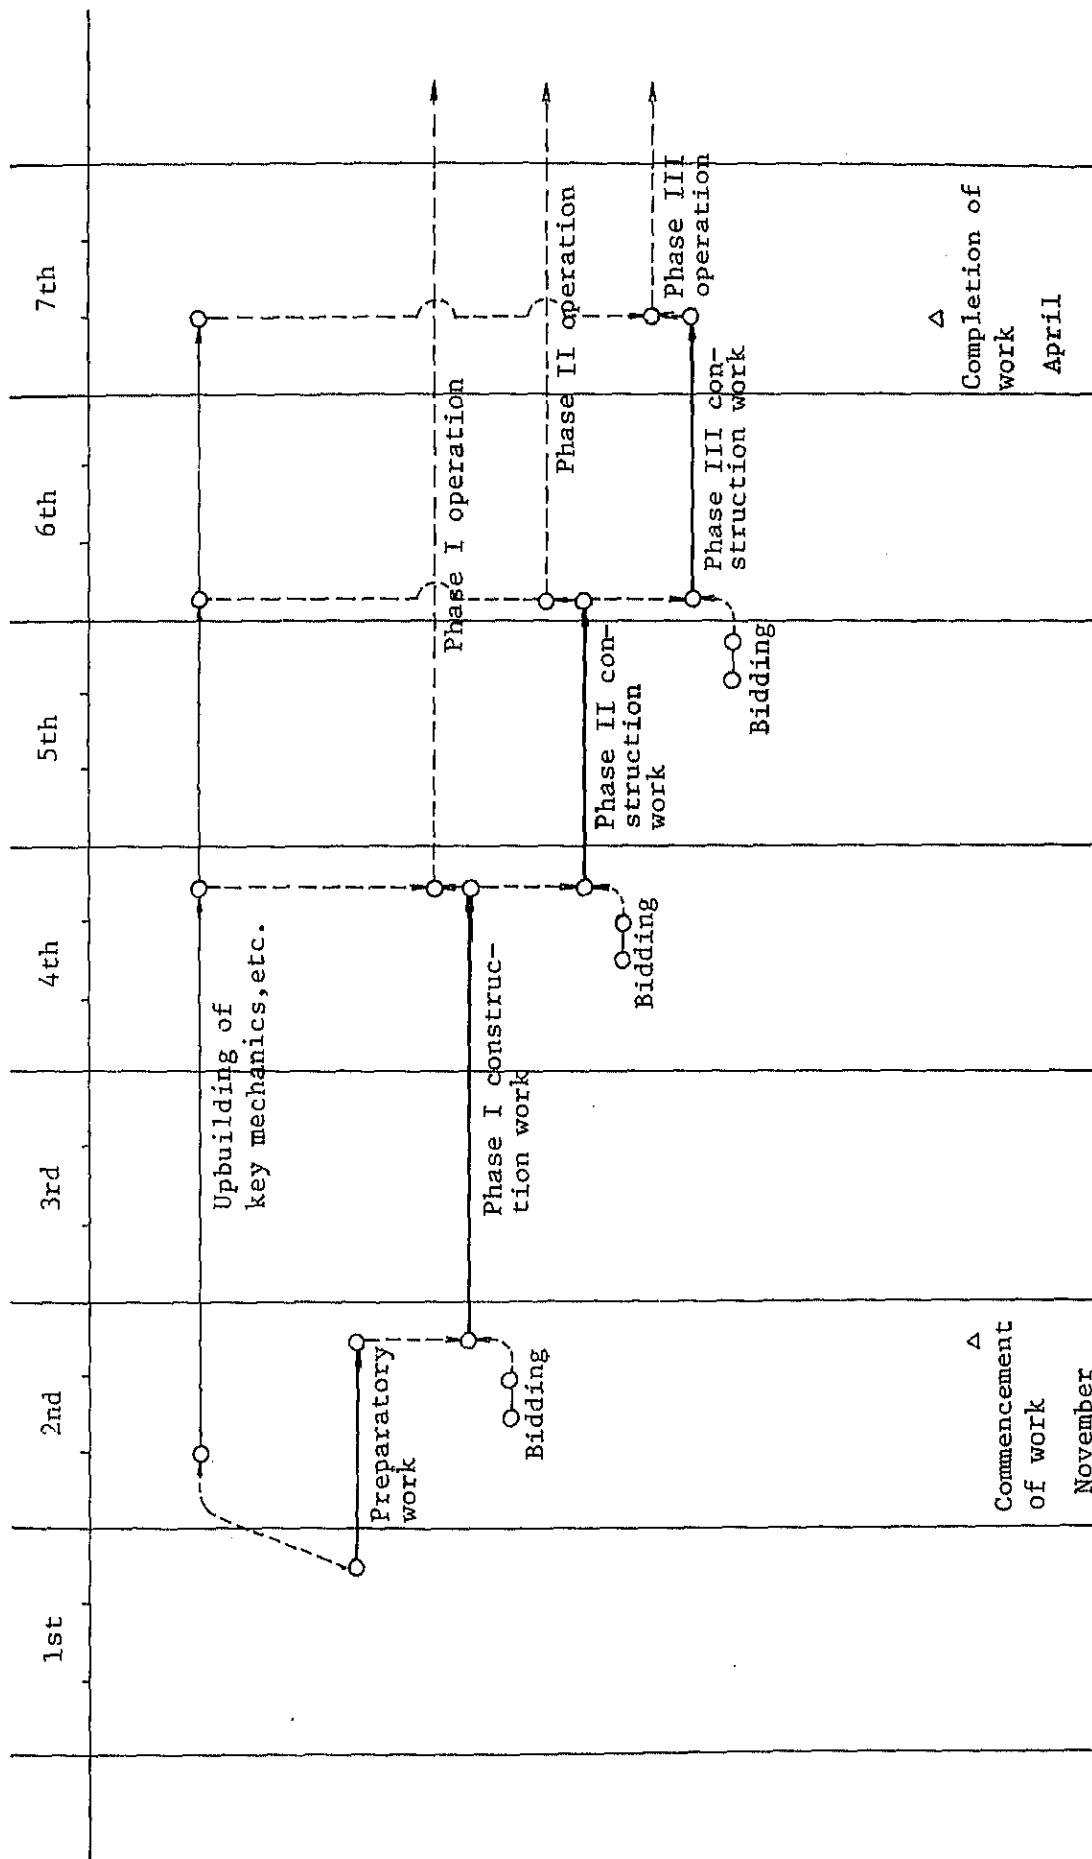 1st
2nd
3rd
4th
5th
6th
7th
Upbuilding of
key mechanics,etc.
Preparatory
work
Phase I operation
Phase I construc-
tion work
Bidding
Phase II operation
Phase II con-
struction
work
Bidding
Phase III
operation
Phase III con-
struction work
Bidding
Commencement
of work
November
Completion of
work
April